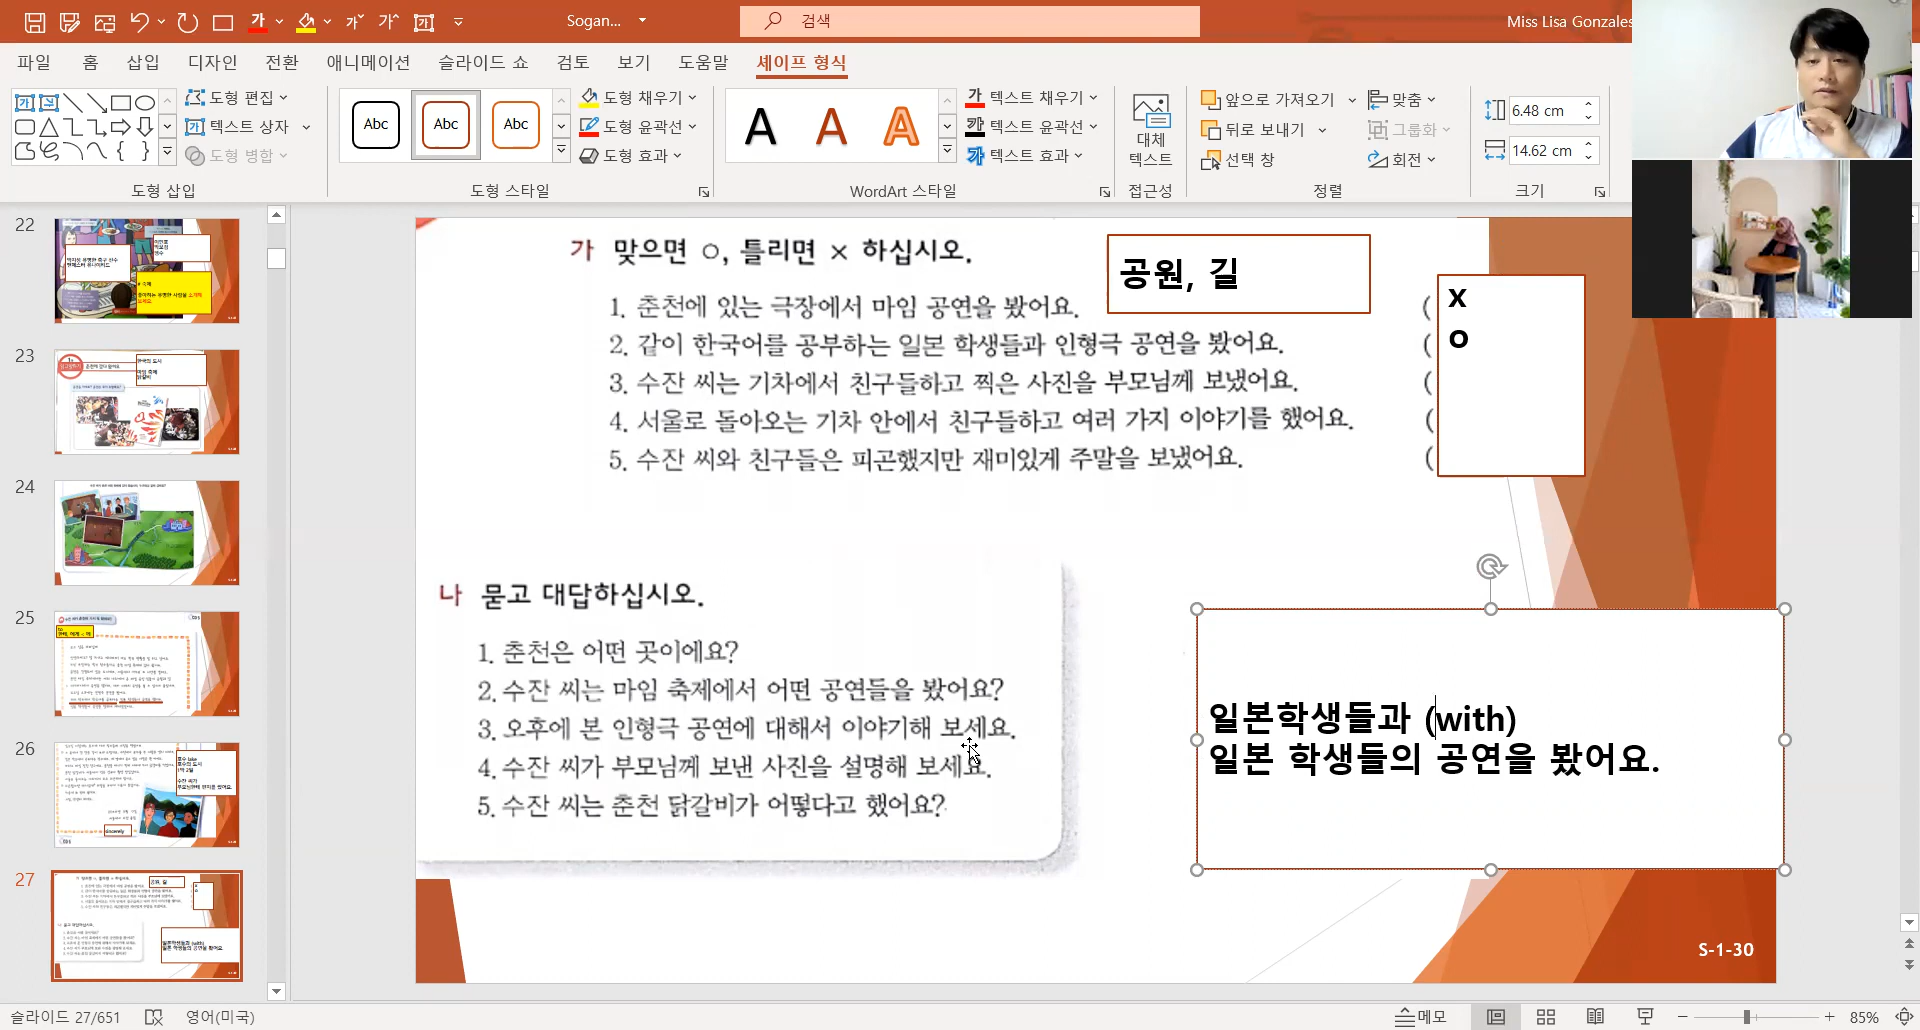 Sogan...
검색
Miss Lisa Gonzales
파일 홈 삽입 디자인 전환 애니메이션 슬라이드 쇼 검토 보기 도움말 셰이프 형식
도형 편집
텍스트 상자
도형 병합
도형 삽입
Abc Abc Abc
도형 채우기
도형 윤곽선
도형 효과
도형 스타일
A A A
텍스트 채우기
텍스트 윤곽선
텍스트 효과
WordArt 스타일
대체
텍스트
접근성
앞으로 가져오기
뒤로 보내기
선택 창
맞춤
그룹화
회전
정렬
6.48 cm
14.62 cm
크기
22
23
24
25
26
27
가 맞으면 ○, 틀리면 × 하십시오.
공원, 길
1. 춘천에 있는 극장에서 마임 공연을 봤어요. (
2. 같이 한국어를 공부하는 일본 학생들과 인형극 공연을 봤어요. (
3. 수잔 씨는 기차에서 친구들하고 찍은 사진을 부모님께 보냈어요. (
4. 서울로 돌아오는 기차 안에서 친구들하고 여러 가지 이야기를 했어요. (
5. 수잔 씨와 친구들은 피곤했지만 재미있게 주말을 보냈어요. (
x
o
나 묻고 대답하십시오.
1. 춘천은 어떤 곳이에요?
2. 수잔 씨는 마임 축제에서 어떤 공연들을 봤어요?
3. 오후에 본 인형극 공연에 대해서 이야기해 보세요.
4. 수잔 씨가 부모님께 보낸 사진을 설명해 보세요.
5. 수잔 씨는 춘천 닭갈비가 어떻다고 했어요?
일본학생들과 (with)
일본 학생들의 공연을 봤어요.
S-1-30
슬라이드 27/651
영어(미국)
메모
85%